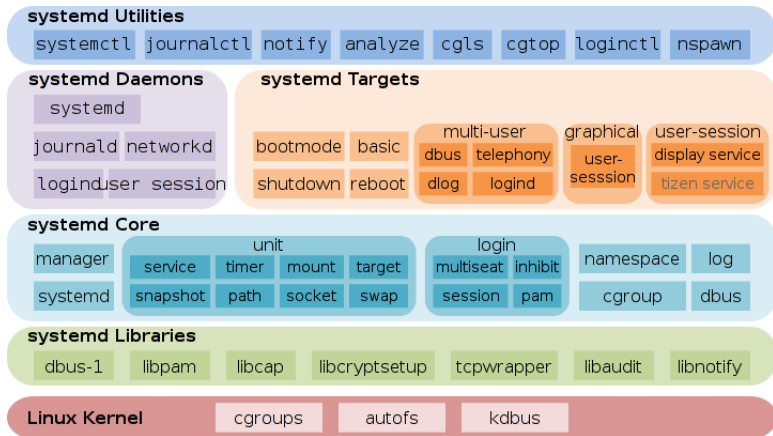 systemd Utilities
systemctl journalctl notify analyze cgls cgtop loginctl nspawn
systemd Daemons
systemd
journald networkd
logind user session
systemd Targets
bootmode basic
shutdown reboot
multi-user
dbus telephony
dlog logind
graphical
user-
sesssion
user-session
display service
tizen service
systemd Core
manager
systemd
unit
service timer mount target
snapshot path socket swap
login
multiseat inhibit
session pam
namespace log
cgroup dbus
systemd Libraries
dbus-1 libpam libcap libcryptsetup tcpwrapper libaudit libnotify
Linux Kernel cgroups autofs kdbus